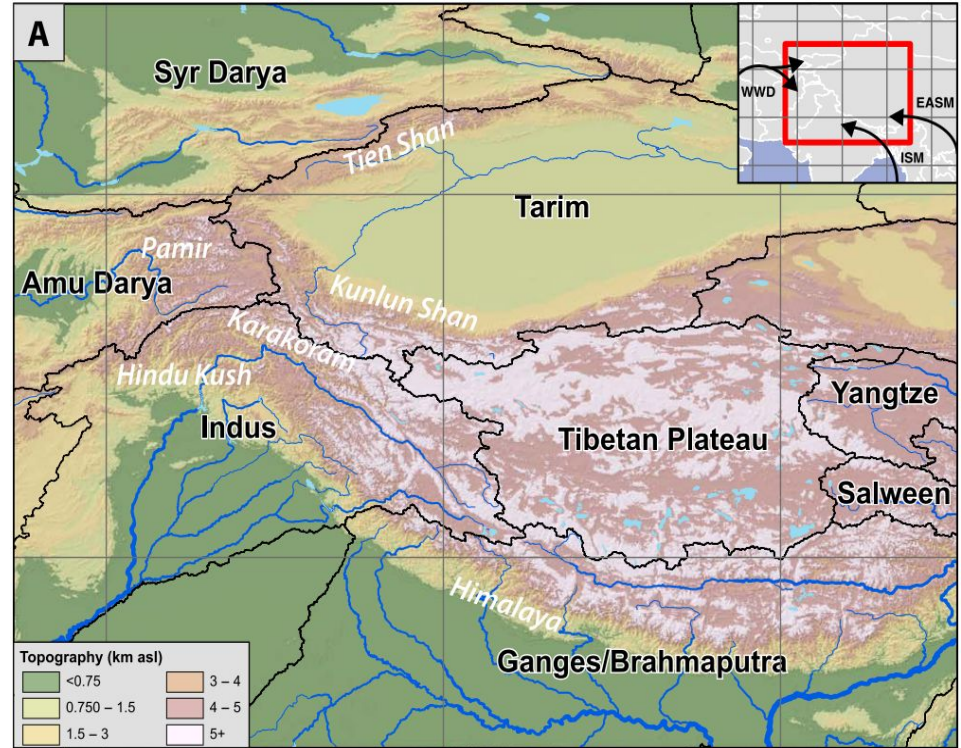 A
Syr Darya
WWD
EASM
ISM
Tien Shan
Tarim
Pamir
Amu Darya
Kunlun Shan
Karakoram
Hindu Kush
Yangtze
Indus
Tibetan Plateau
Salween
Himalaya
Ganges/Brahmaputra
Topography (km asl)
<0.75
3 – 4
0.750 – 1.5
4 – 5
1.5 – 3
5+